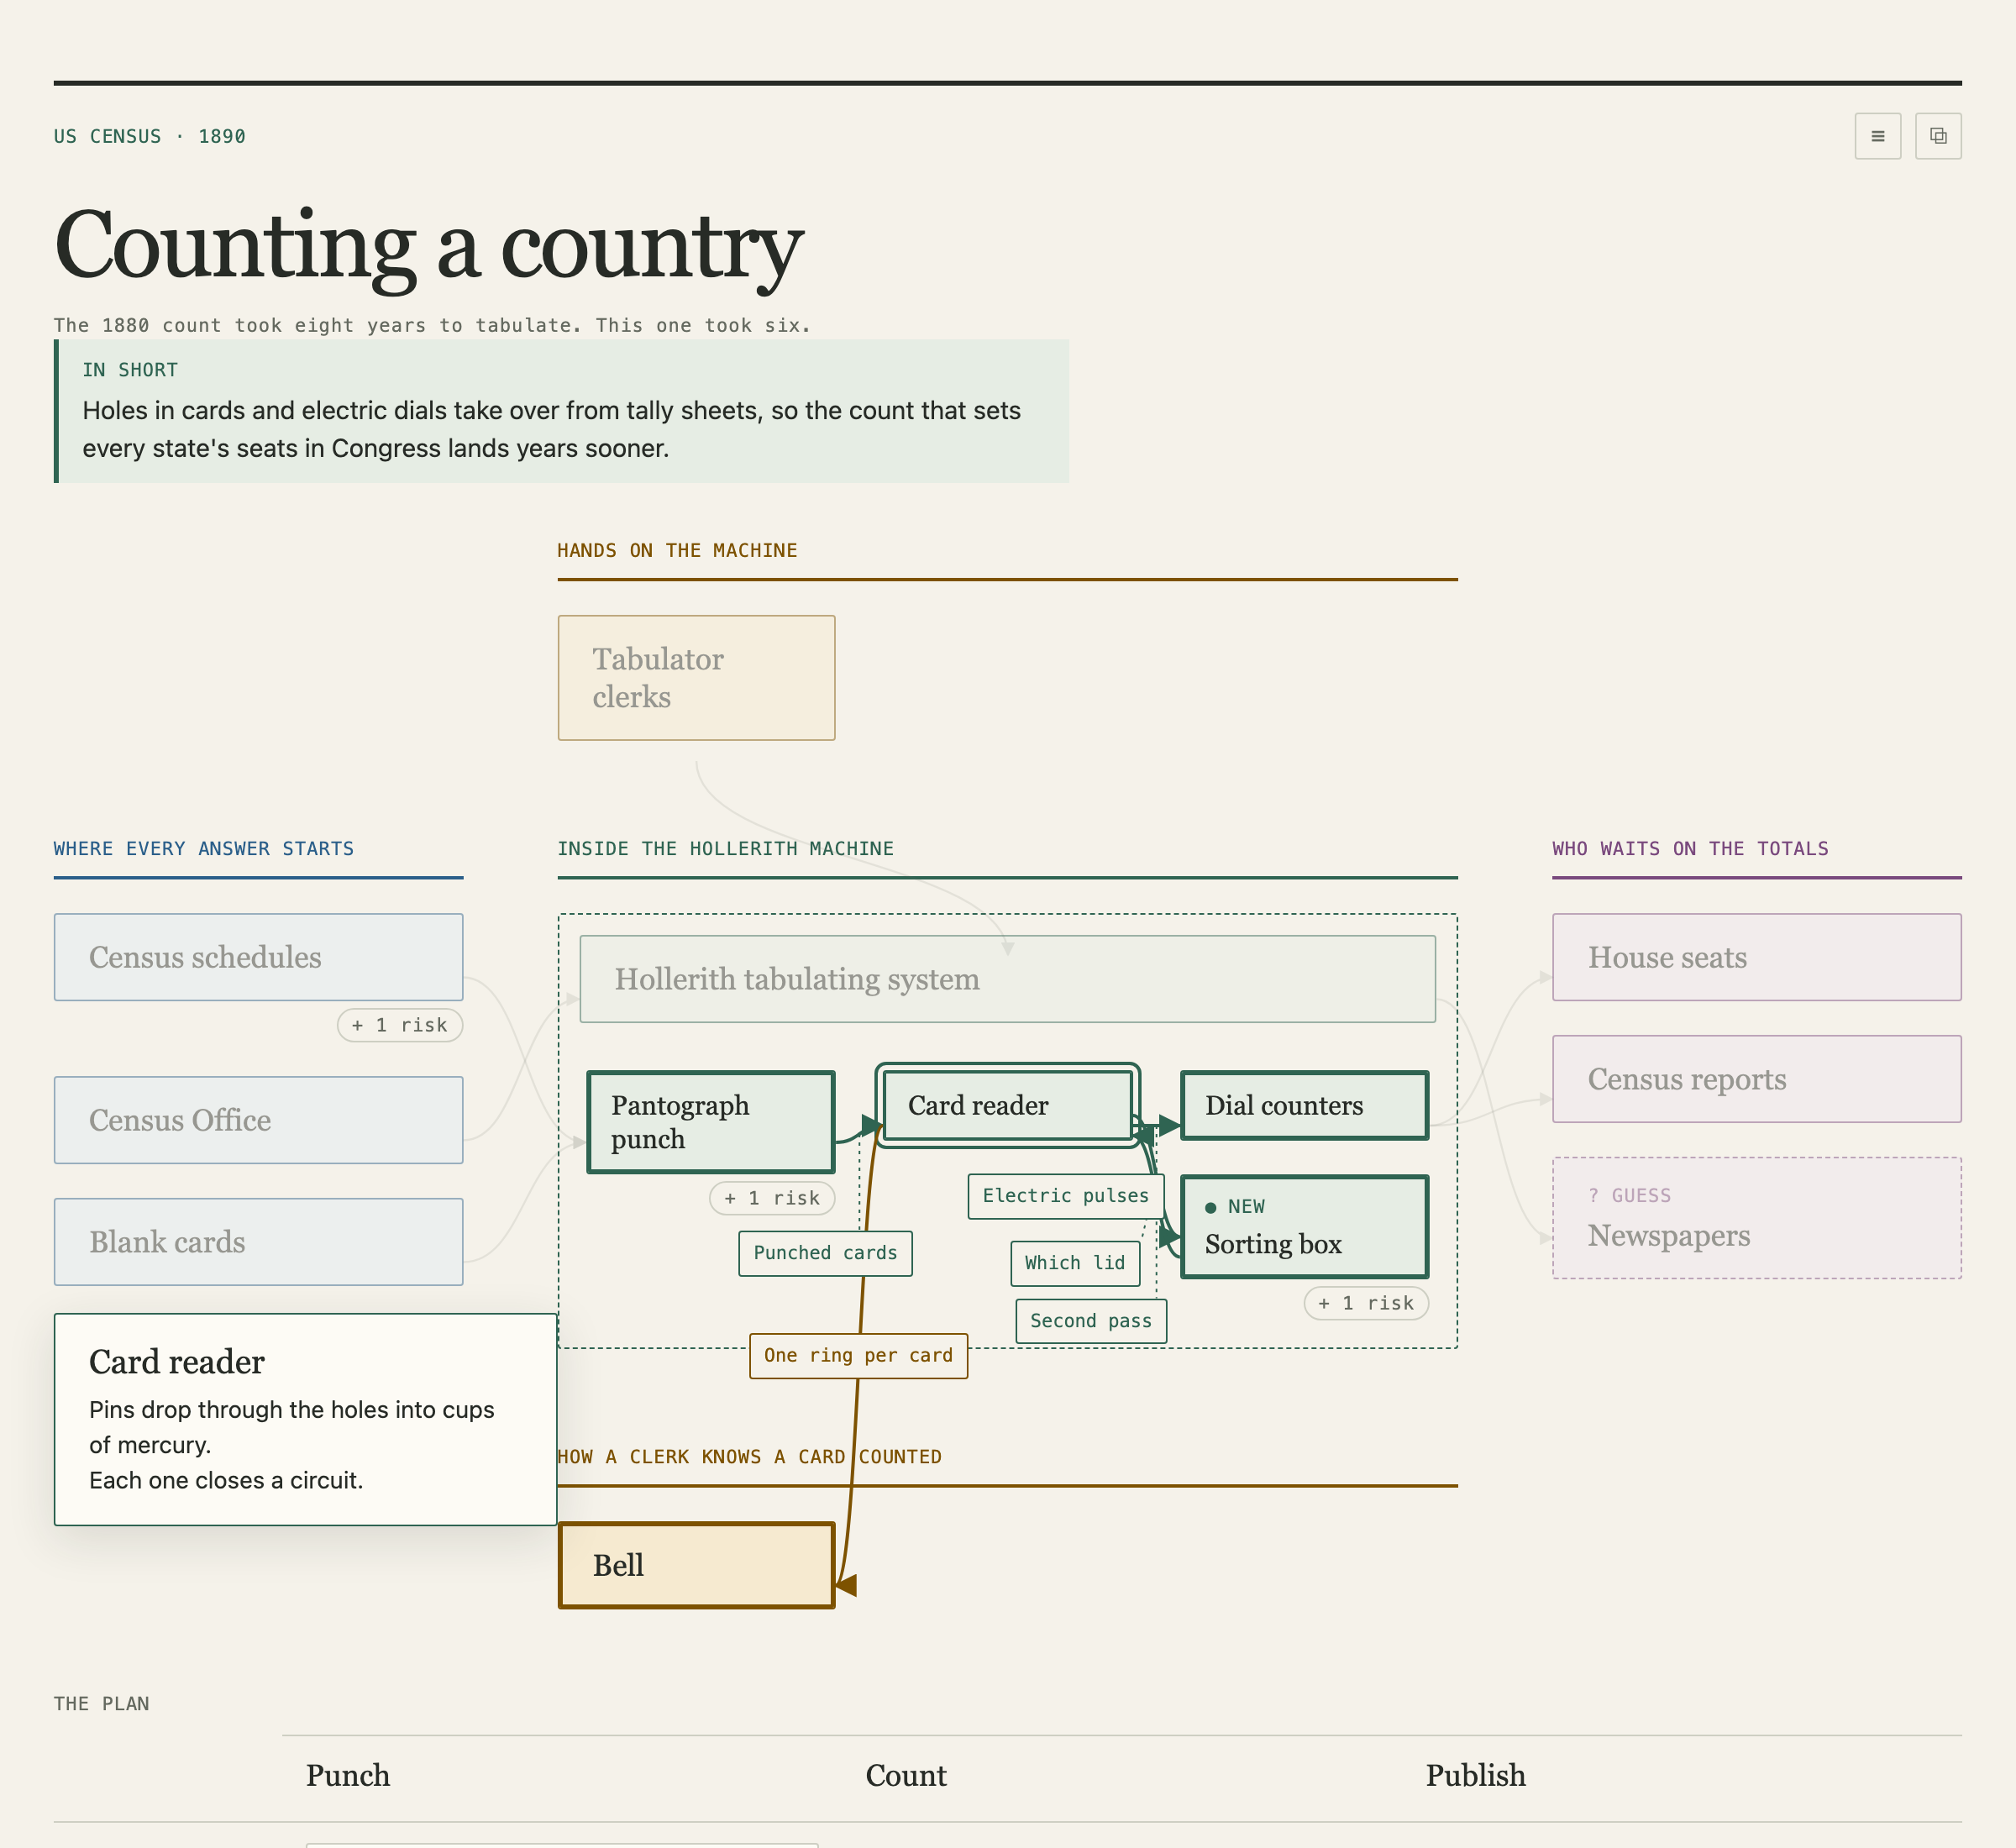 US CENSUS · 1890
Counting a country
The 1880 count took eight years to tabulate. This one took six.
IN SHORT
Holes in cards and electric dials take over from tally sheets, so the count that sets
every state's seats in Congress lands years sooner.
HANDS ON THE MACHINE
Tabulator
clerks
WHERE EVERY ANSWER STARTS
INSIDE THE HOLLERITH MACHINE
WHO WAITS ON THE TOTALS
Census schedules
+ 1 risk
Census Office
Blank cards
Hollerith tabulating system
Pantograph
punch
+ 1 risk
Card reader
Dial counters
Electric pulses
Punched cards
Which lid
Second pass
● NEW
Sorting box
+ 1 risk
One ring per card
House seats
Census reports
? GUESS
Newspapers
Card reader
Pins drop through the holes into cups
of mercury.
Each one closes a circuit.
HOW A CLERK KNOWS A CARD COUNTED
Bell
THE PLAN
Punch
Count
Publish